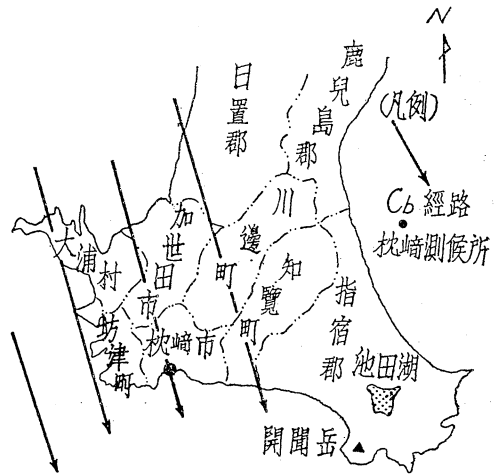 N
鹿兒島郡
日置郡
(凡例)
Cb 經路
枕﨑測候所
川邊町
加世田市
大浦村
知覽町
指宿郡
坊津町
枕﨑市
池田湖
開聞岳